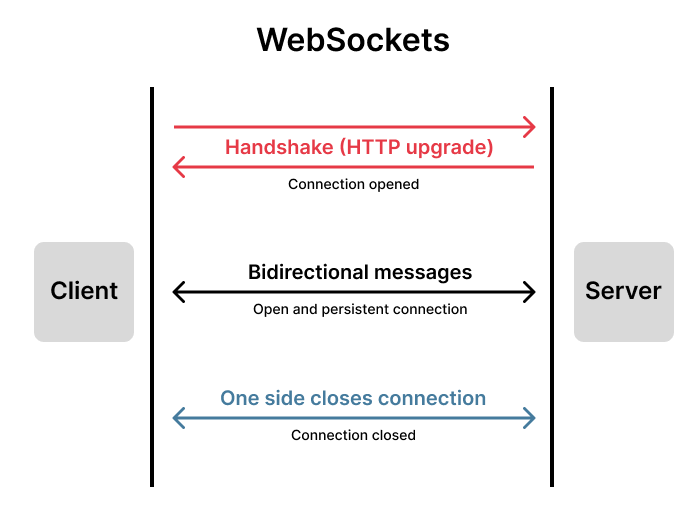 WebSockets
Handshake (HTTP upgrade)
Connection opened
Client
Bidirectional messages
Open and persistent connection
Server
One side closes connection
Connection closed